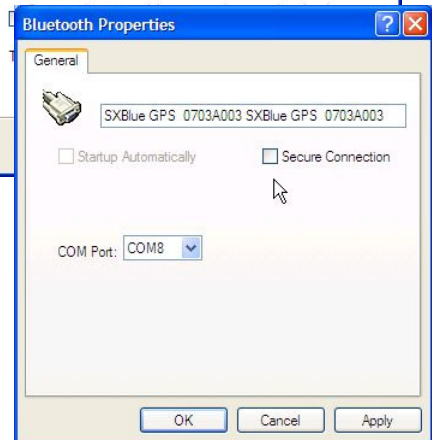 Bluetooth Properties
General
SXBlue GPS 0703A003 SXBlue GPS 0703A003
Startup Automatically
Secure Connection
COM Port: COM8
OK Cancel Apply